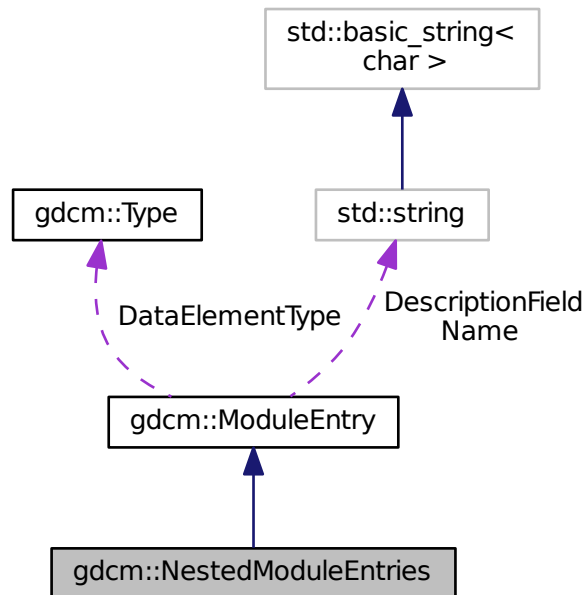 std::basic_string<
char >
gdcm::Type
std::string
DataElementType
DescriptionField
Name
gdcm::ModuleEntry
gdcm::NestedModuleEntries